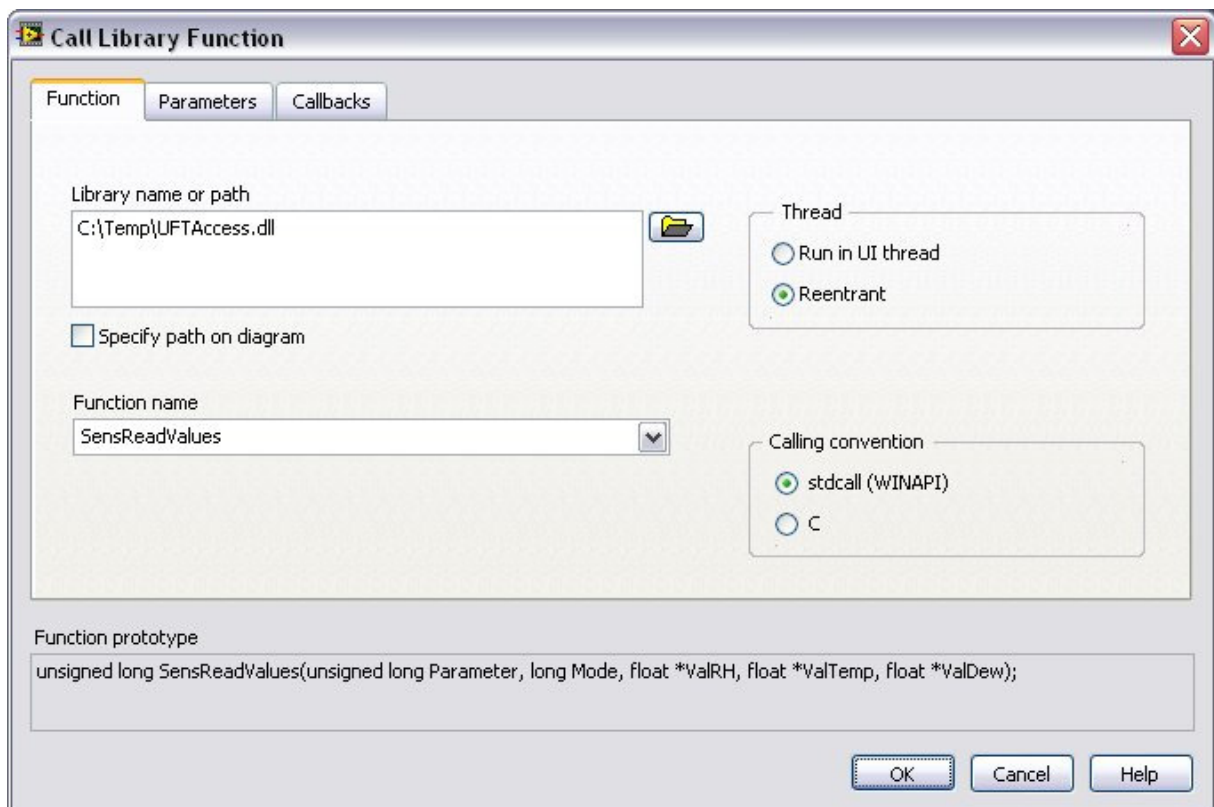 Call Library Function
Function
Parameters
Callbacks
Library name or path
C:\Temp\UFTAccess.dll
Specify path on diagram
Function name
SensReadValues
Thread
Run in UI thread
Reentrant
Calling convention
stdcall (WINAPI)
C
Function prototype
unsigned long SensReadValues(unsigned long Parameter, long Mode, float *ValRH, float *ValTemp, float *ValDew);
OK
Cancel
Help